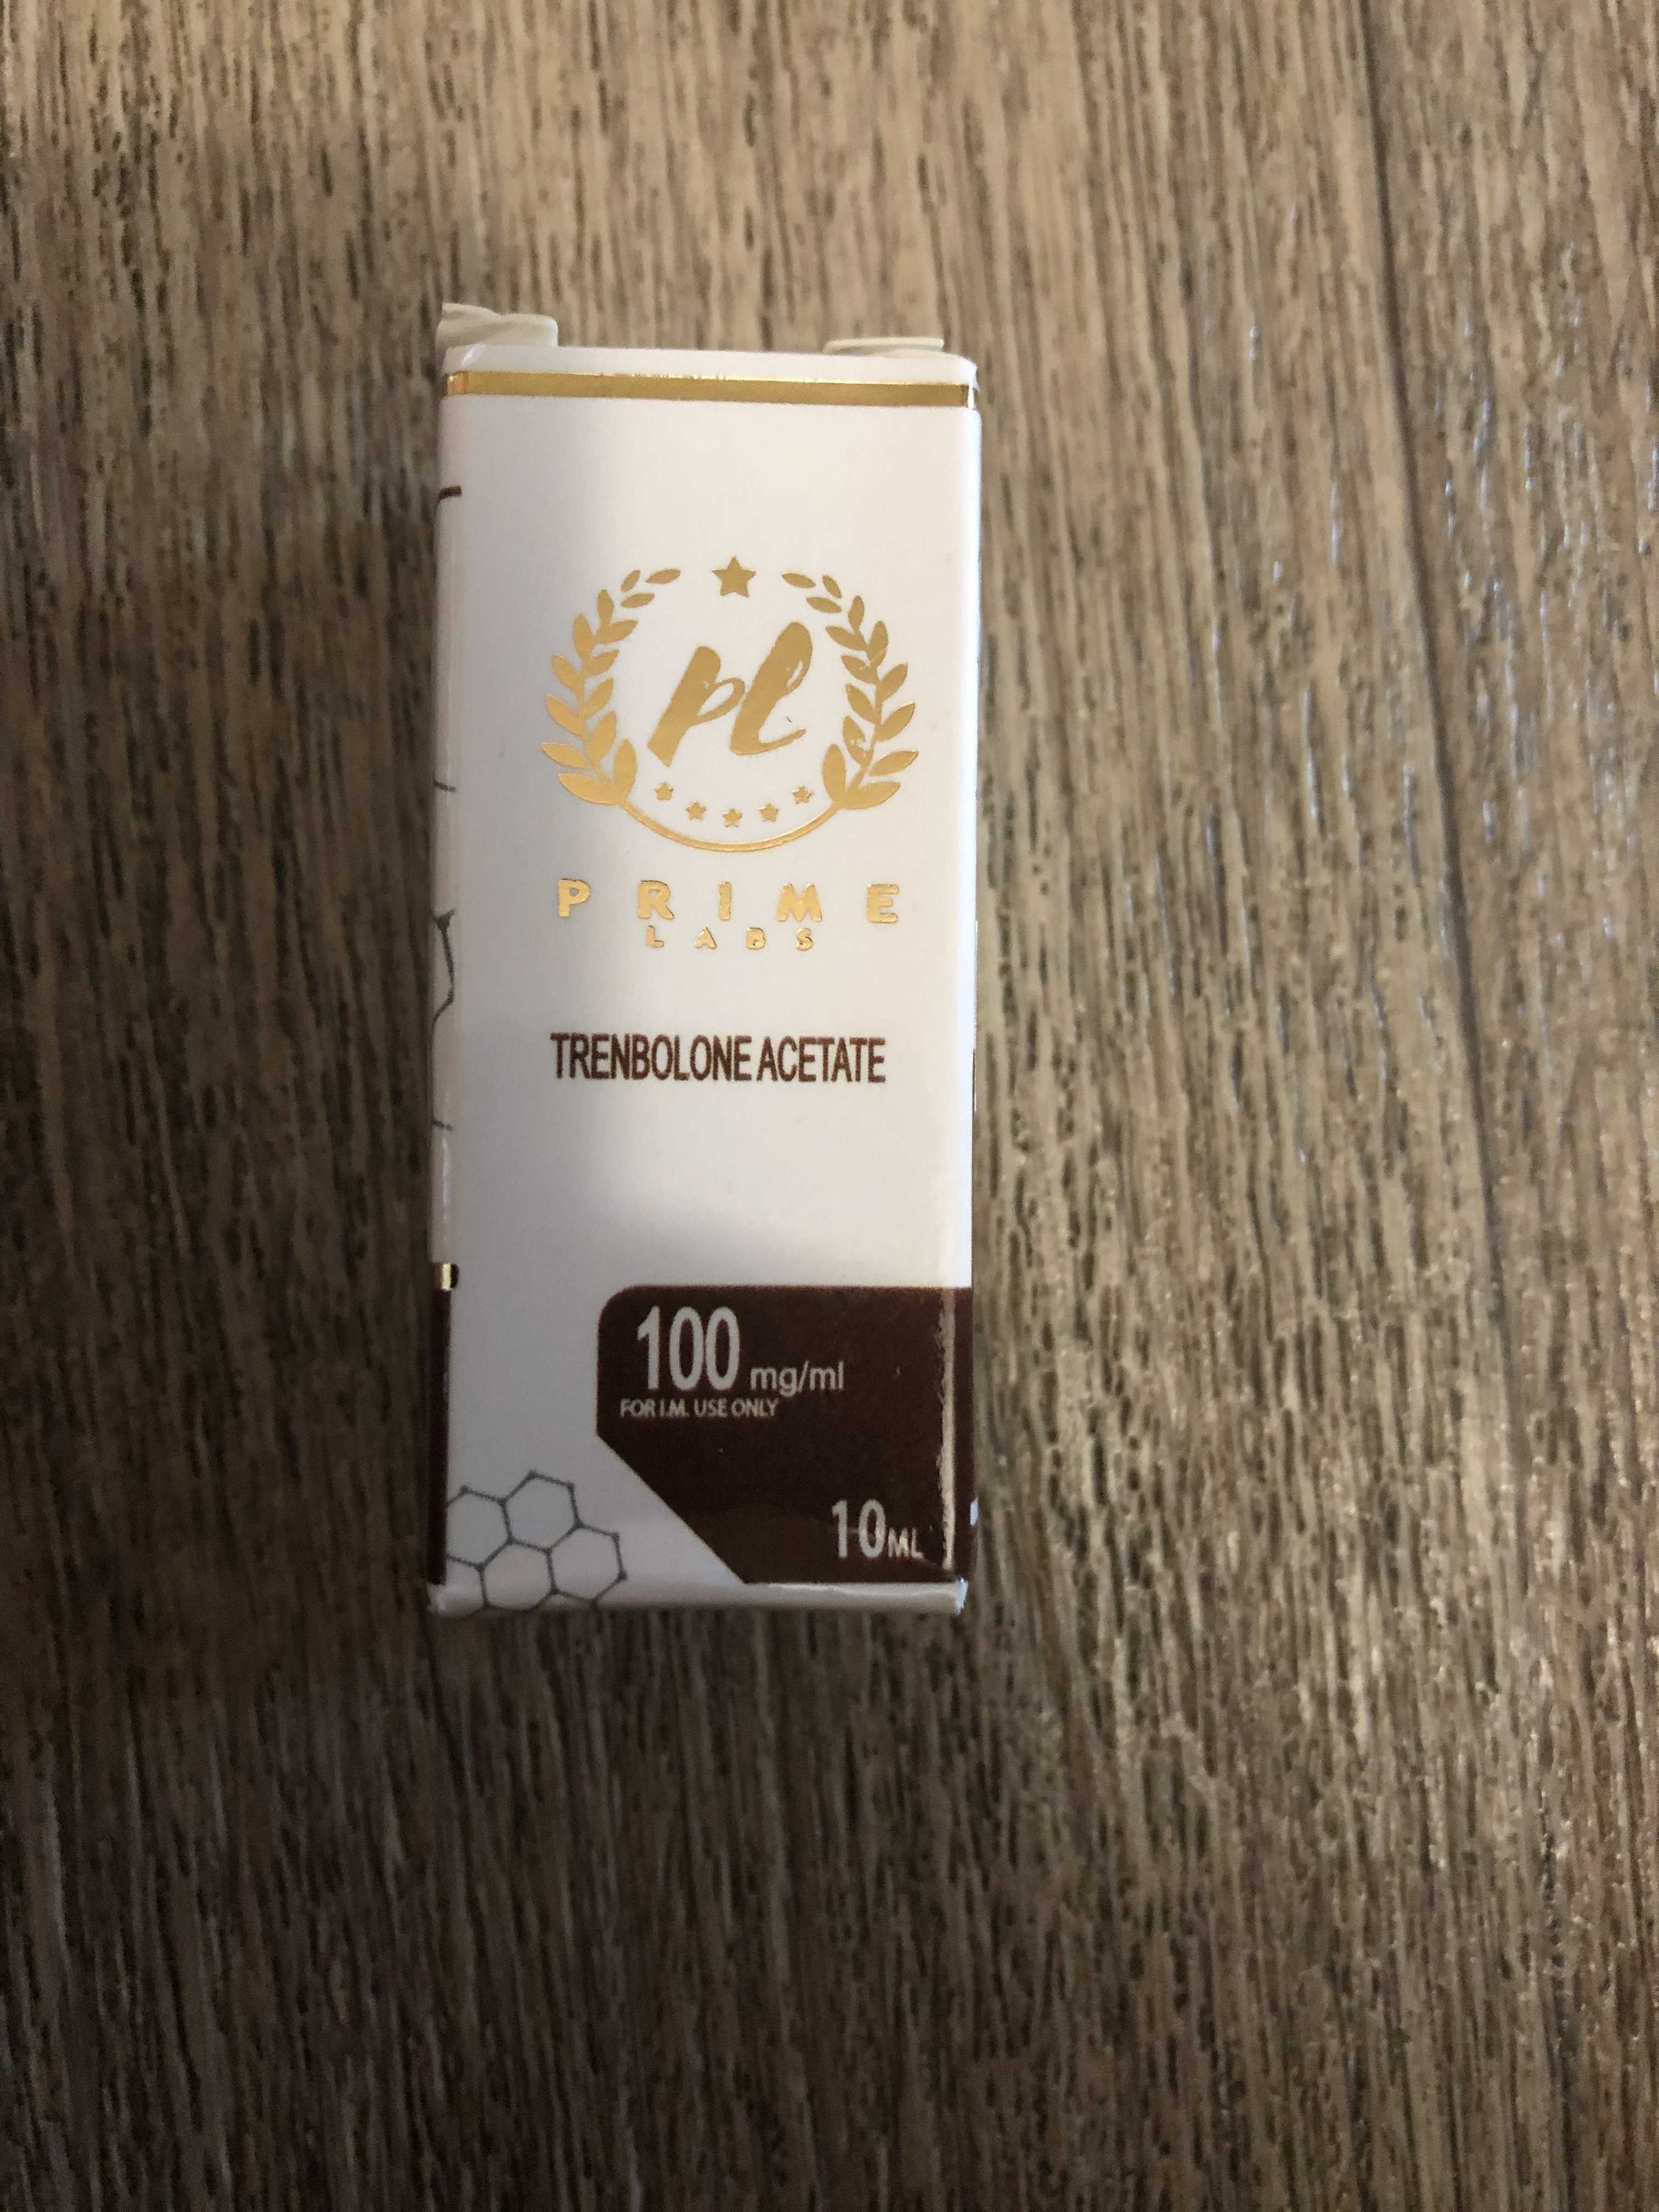 pl
PRIME
LABS
TRENBOLONE ACETATE
100 mg/ml
FOR I.M. USE ONLY
10ML